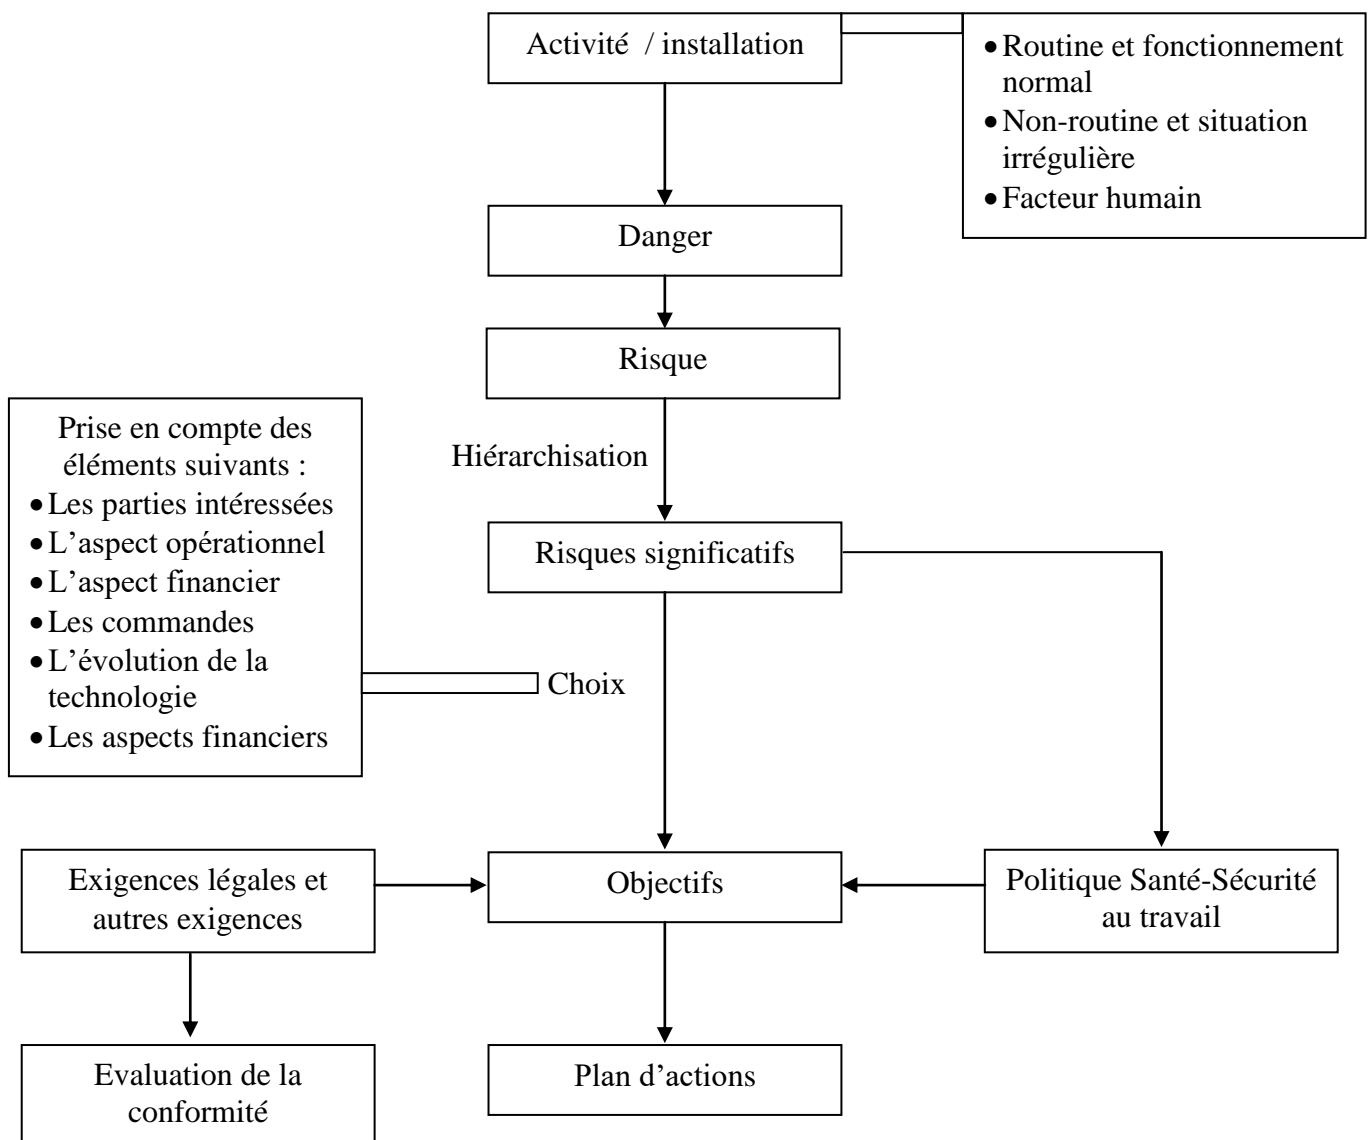 Activité / installation
• Routine et fonctionnement
normal
• Non-routine et situation
irrégulière
• Facteur humain
Danger
Risque
Hiérarchisation
Prise en compte des
éléments suivants :
• Les parties intéressées
• L’aspect opérationnel
• L’aspect financier
• Les commandes
• L’évolution de la
technologie
• Les aspects financiers
Risques significatifs
Choix
Exigences légales et
autres exigences
Objectifs
Politique Santé-Sécurité
au travail
Evaluation de la
conformité
Plan d’actions